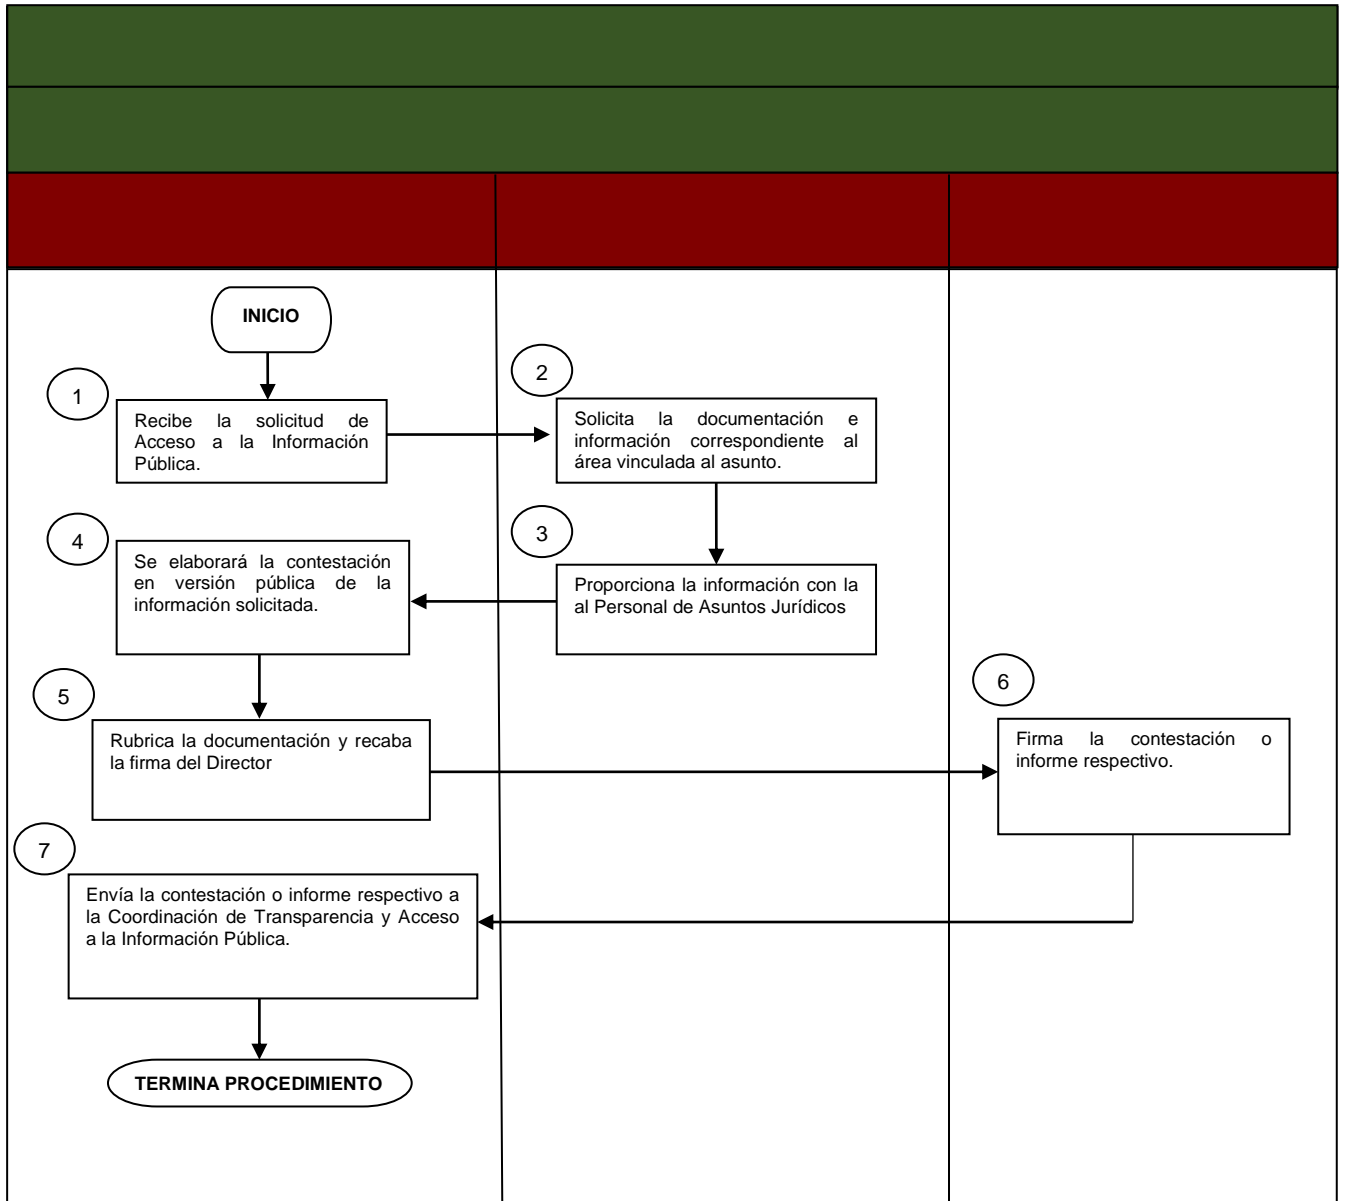 INICIO
1
Recibe la solicitud de
Acceso a la Información
Pública.
2
Solicita la documentación e
información correspondiente al
área vinculada al asunto.
3
Proporciona la información con la
al Personal de Asuntos Jurídicos
4
Se elaborará la contestación
en versión pública de la
información solicitada.
5
Rubrica la documentación y recaba
la firma del Director
6
Firma la contestación o
informe respectivo.
7
Envía la contestación o informe respectivo a
la Coordinación de Transparencia y Acceso
a la Información Pública.
TERMINA PROCEDIMIENTO